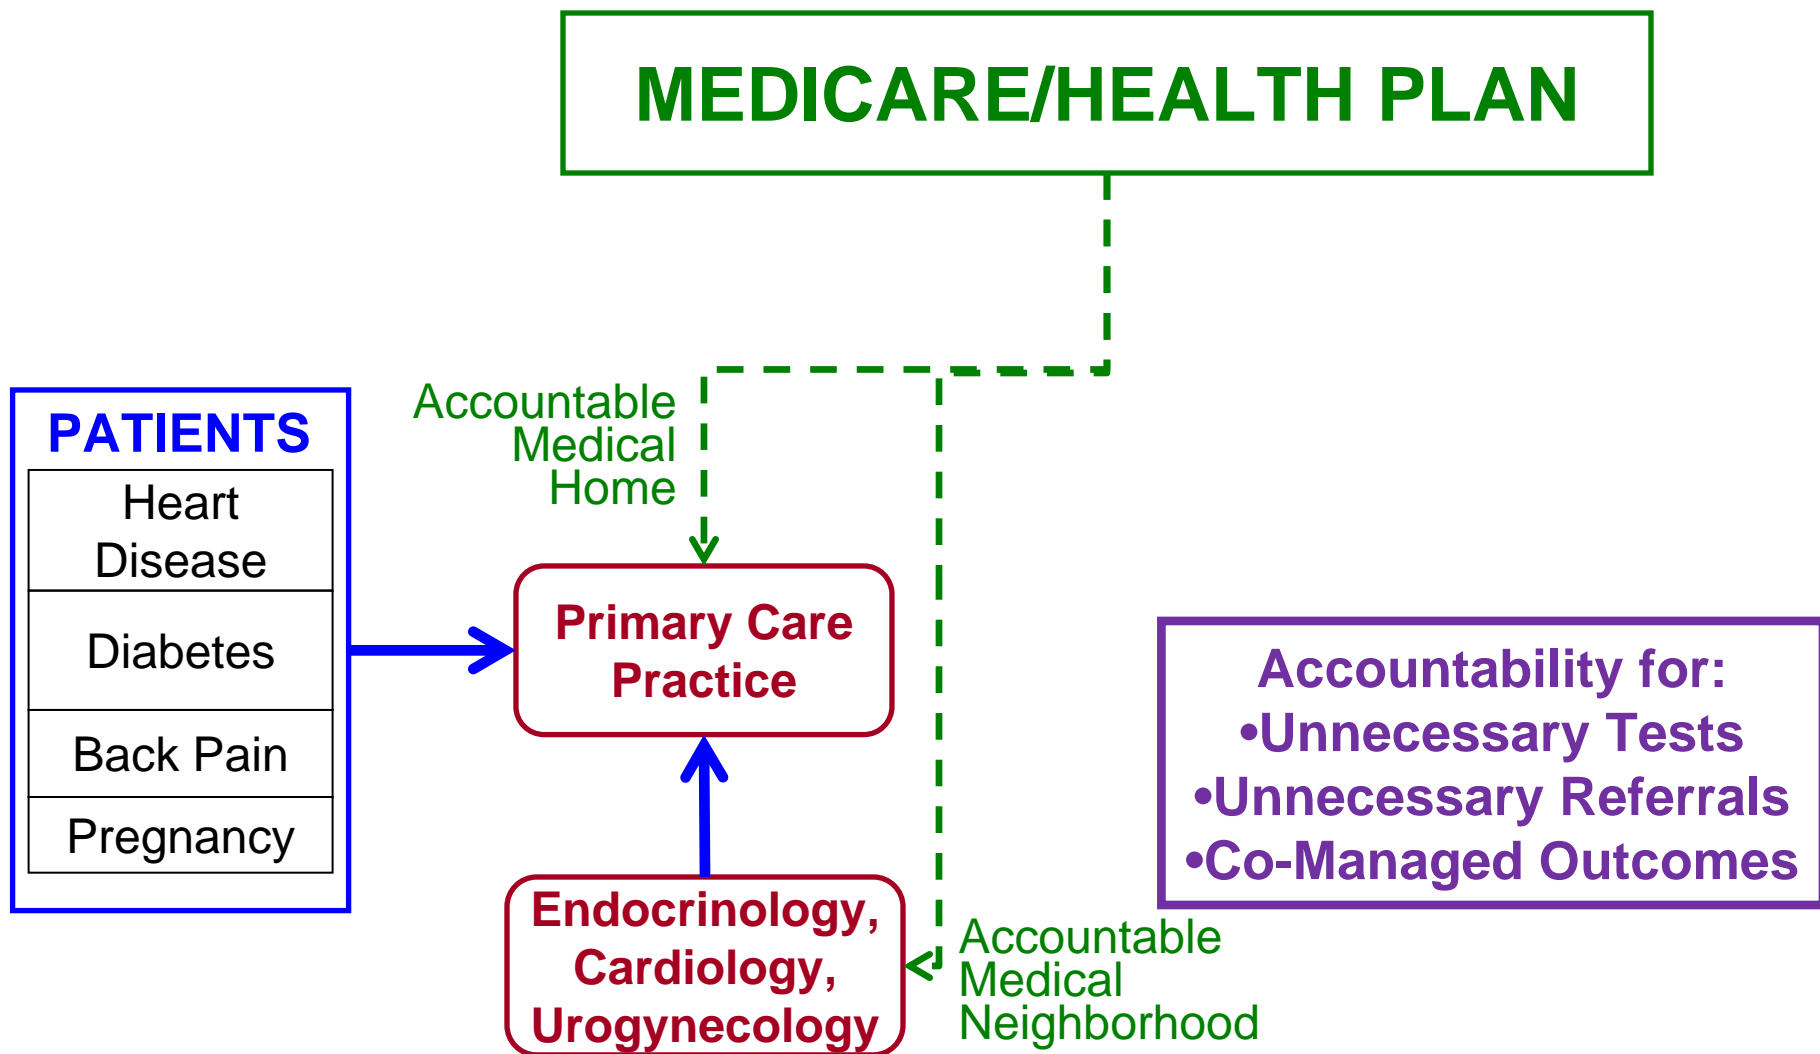 MEDICARE/HEALTH PLAN
Accountable
Medical
Home
PATIENTS
Heart
Disease
Diabetes
Back Pain
Pregnancy
Primary Care
Practice
Accountability for:
•Unnecessary Tests
•Unnecessary Referrals
•Co-Managed Outcomes
Endocrinology,
Cardiology,
Urogynecology
Accountable
Medical
Neighborhood